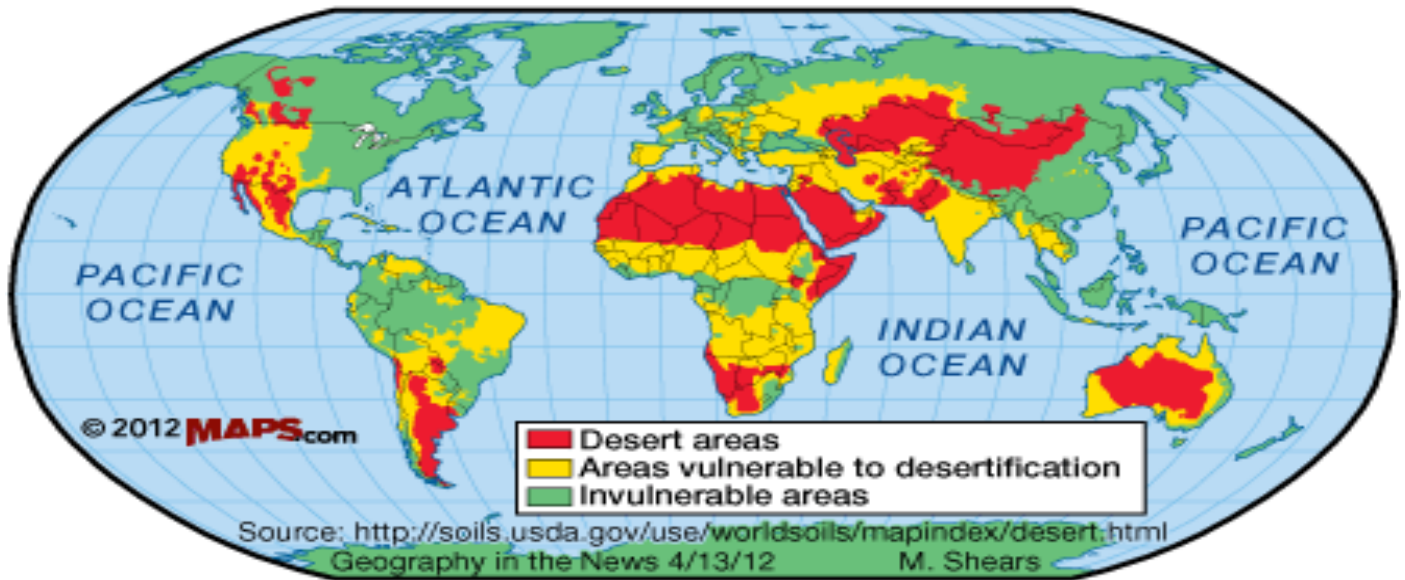 ATLANTIC
OCEAN
PACIFIC
OCEAN
PACIFIC
OCEAN
INDIAN
OCEAN
© 2012 MAPS.com
Desert areas
Areas vulnerable to desertification
Invulnerable areas
Source: http://soils.usda.gov/use/worldsoils/mapindex/desert.html
Geography in the News 4/13/12 M. Shears